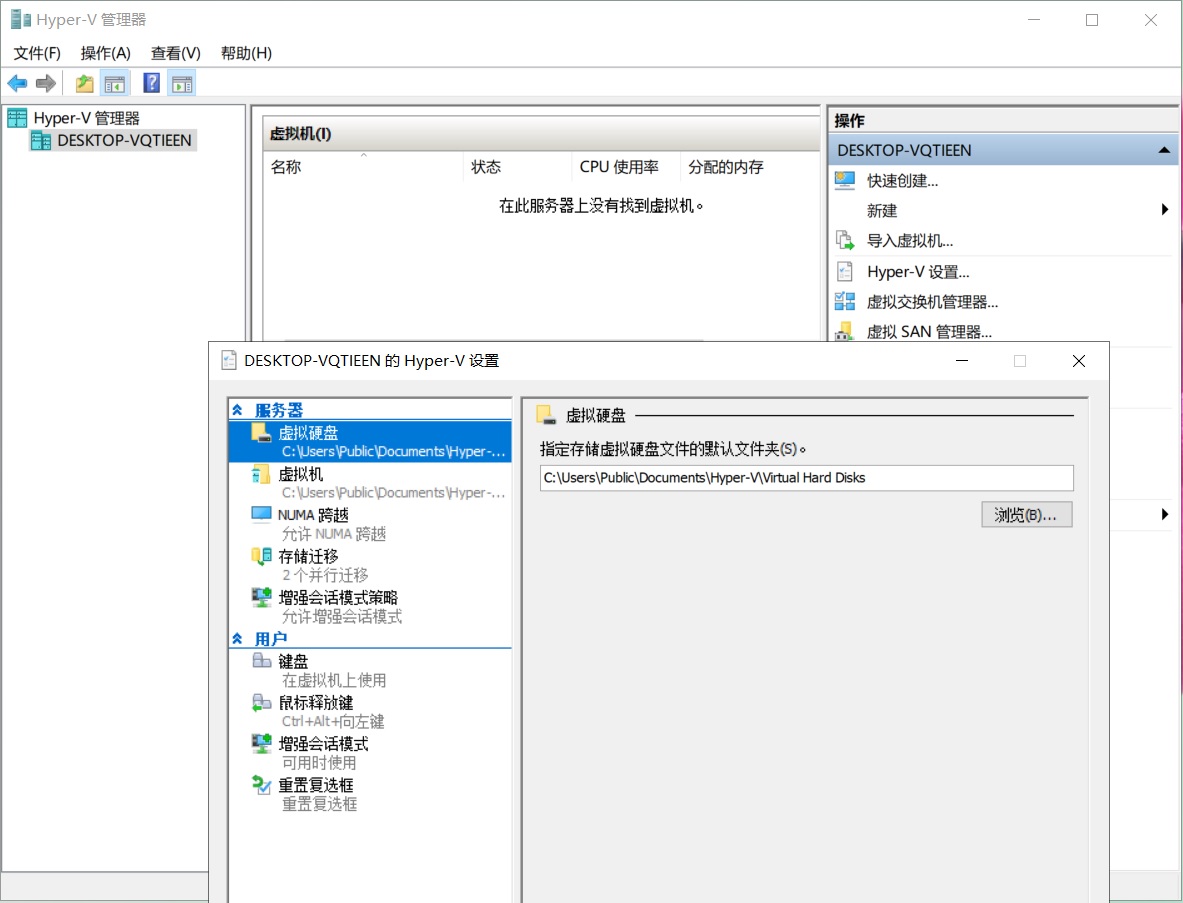 Hyper-V 管理器
文件(F) 操作(A) 查看(V) 帮助(H)
Hyper-V 管理器
DESKTOP-VQTIEEN
虚拟机(I)
名称 状态 CPU 使用率 分配的内存
在此服务器上没有找到虚拟机。
操作
DESKTOP-VQTIEEN
快速创建...
新建
导入虚拟机...
Hyper-V 设置...
虚拟交换机管理器...
虚拟 SAN 管理器...
DESKTOP-VQTIEEN 的 Hyper-V 设置
服务器
虚拟硬盘
C:\Users\Public\Documents\Hyper-...
虚拟机
C:\Users\Public\Documents\Hyper-...
NUMA 跨越
允许 NUMA 跨越
存储迁移
2 个并行迁移
增强会话模式策略
允许增强会话模式
用户
键盘
在虚拟机上使用
鼠标释放键
Ctrl+Alt+向左键
增强会话模式
可用时使用
重置复选框
重置复选框
虚拟硬盘
指定存储虚拟硬盘文件的默认文件夹(S)。
C:\Users\Public\Documents\Hyper-V\Virtual Hard Disks
浏览(B)...